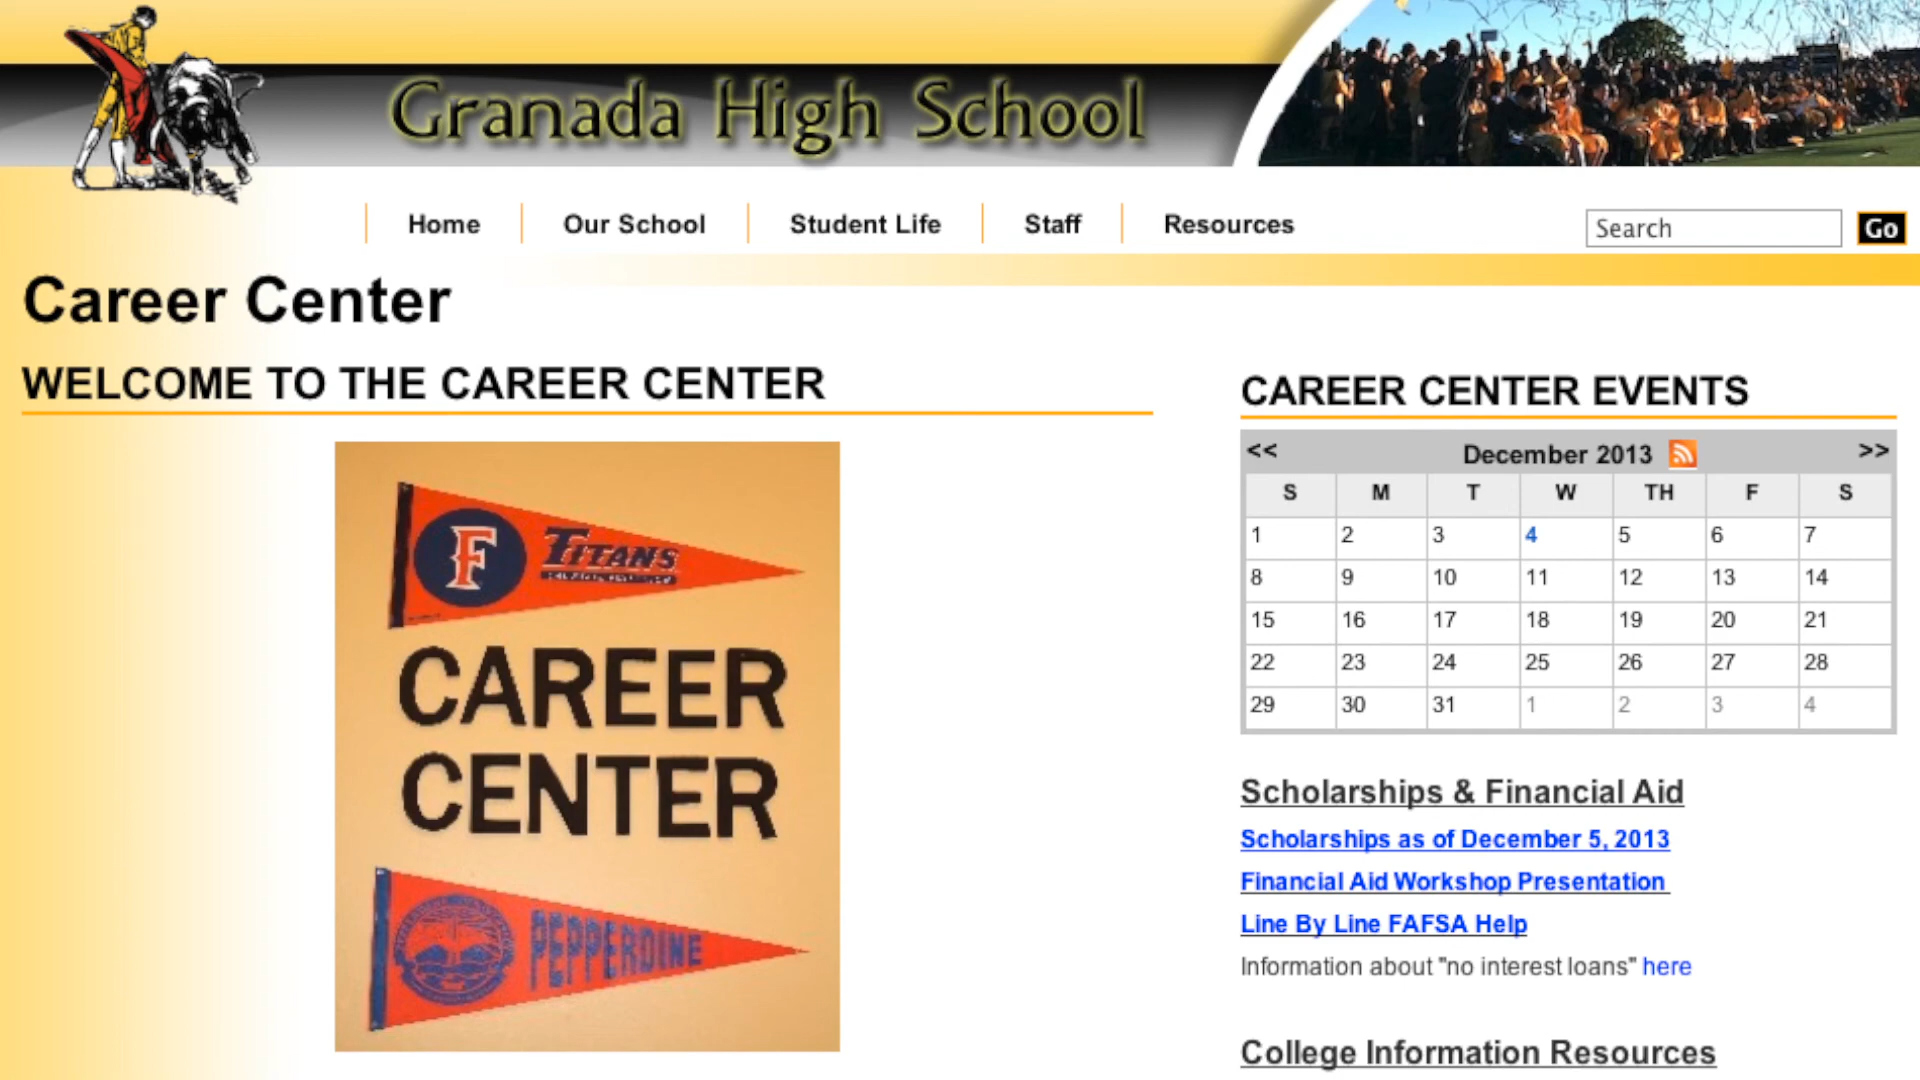 Granada High School
Home
Our School
Student Life
Staff
Resources
Search
Go
Career Center
WELCOME TO THE CAREER CENTER
F TITANS
CAREER
CENTER
PEPPERDINE
CAREER CENTER EVENTS
<< December 2013 >>
S M T W TH F S
1 2 3 4 5 6 7
8 9 10 11 12 13 14
15 16 17 18 19 20 21
22 23 24 25 26 27 28
29 30 31 1 2 3 4
Scholarships & Financial Aid
Scholarships as of December 5, 2013
Financial Aid Workshop Presentation
Line By Line FAFSA Help
Information about "no interest loans" here
College Information Resources